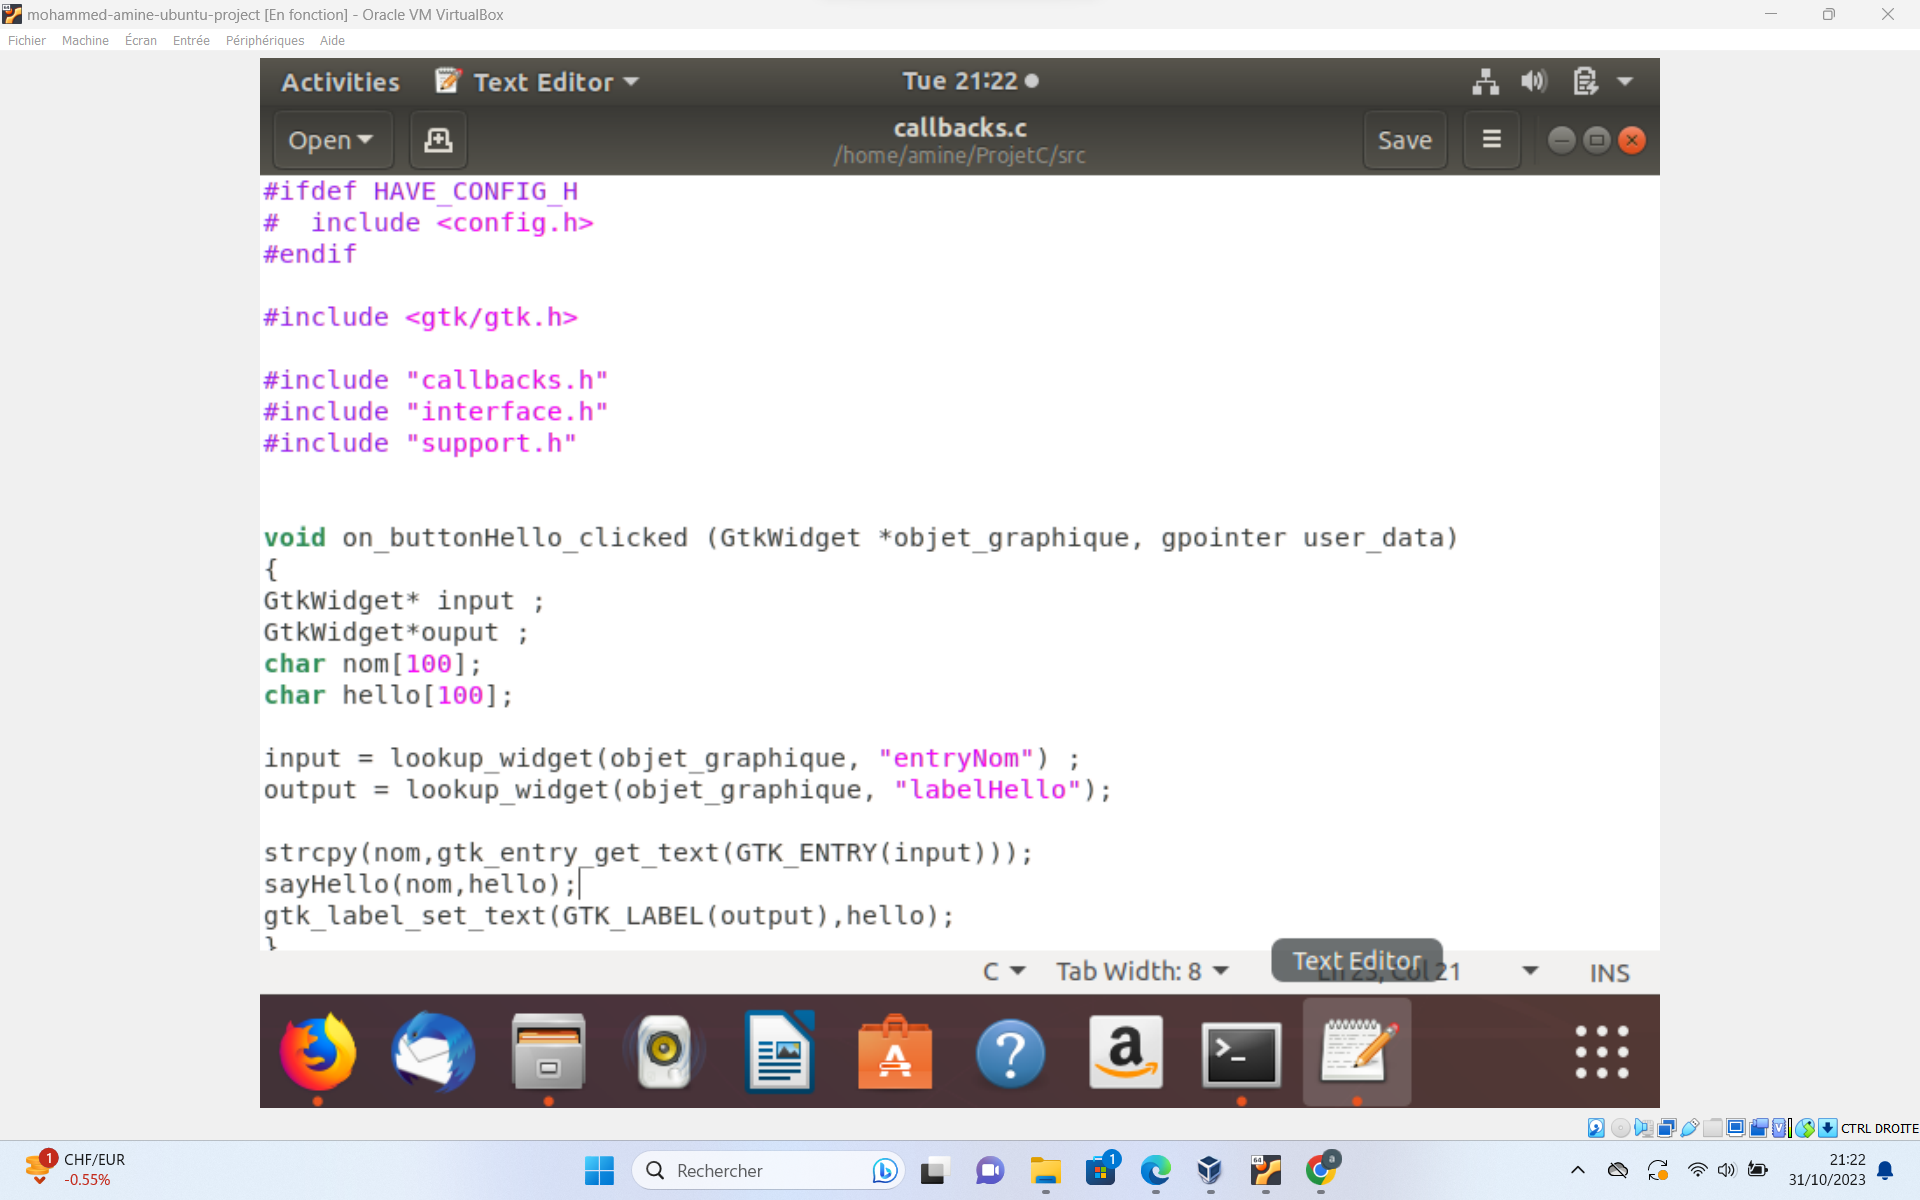 mohammed-amine-ubuntu-project [En fonction] - Oracle VM VirtualBox
Fichier Machine Écran Entrée Périphériques Aide
Activities Text Editor Tue 21:22
Open callbacks.c Save
/home/amine/ProjetC/src
#ifdef HAVE_CONFIG_H
#  include <config.h>
#endif
#include <gtk/gtk.h>
#include "callbacks.h"
#include "interface.h"
#include "support.h"
void on_buttonHello_clicked (GtkWidget *objet_graphique, gpointer user_data)
{
GtkWidget* input ;
GtkWidget*ouput ;
char nom[100];
char hello[100];
input = lookup_widget(objet_graphique, "entryNom") ;
output = lookup_widget(objet_graphique, "labelHello");
strcpy(nom,gtk_entry_get_text(GTK_ENTRY(input)));
sayHello(nom,hello);
gtk_label_set_text(GTK_LABEL(output),hello);
}
C Tab Width: 8 Text Editor 21 INS
CTRL DROITE
1 CHF/EUR
-0.55%
Rechercher
1
a
21:22
31/10/2023